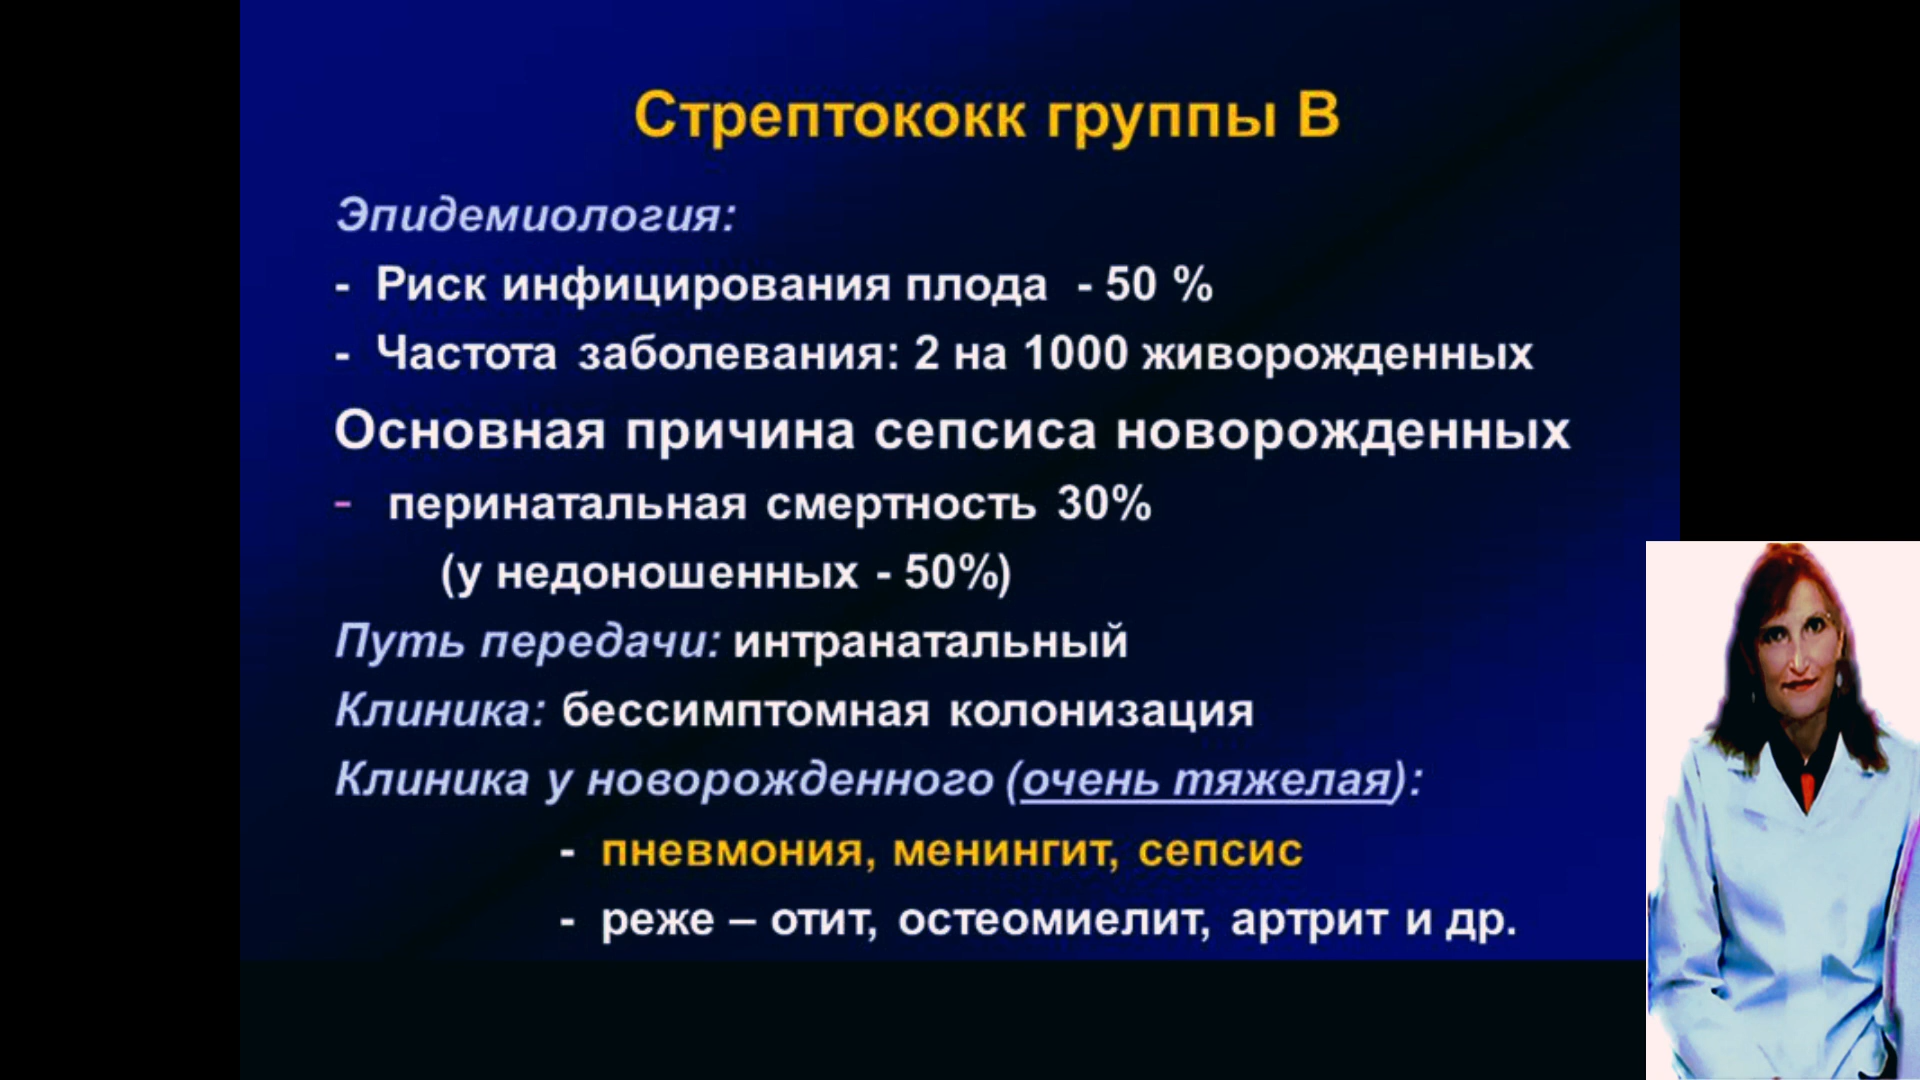 Стрептококк группы В
Эпидемиология:
- Риск инфицирования плода - 50 %
- Частота заболевания: 2 на 1000 живорожденных
Основная причина сепсиса новорожденных
- перинатальная смертность 30%
(у недоношенных - 50%)
Путь передачи: интранатальный
Клиника: бессимптомная колонизация
Клиника у новорожденного (очень тяжелая):
- пневмония, менингит, сепсис
- реже – отит, остеомиелит, артрит и др.